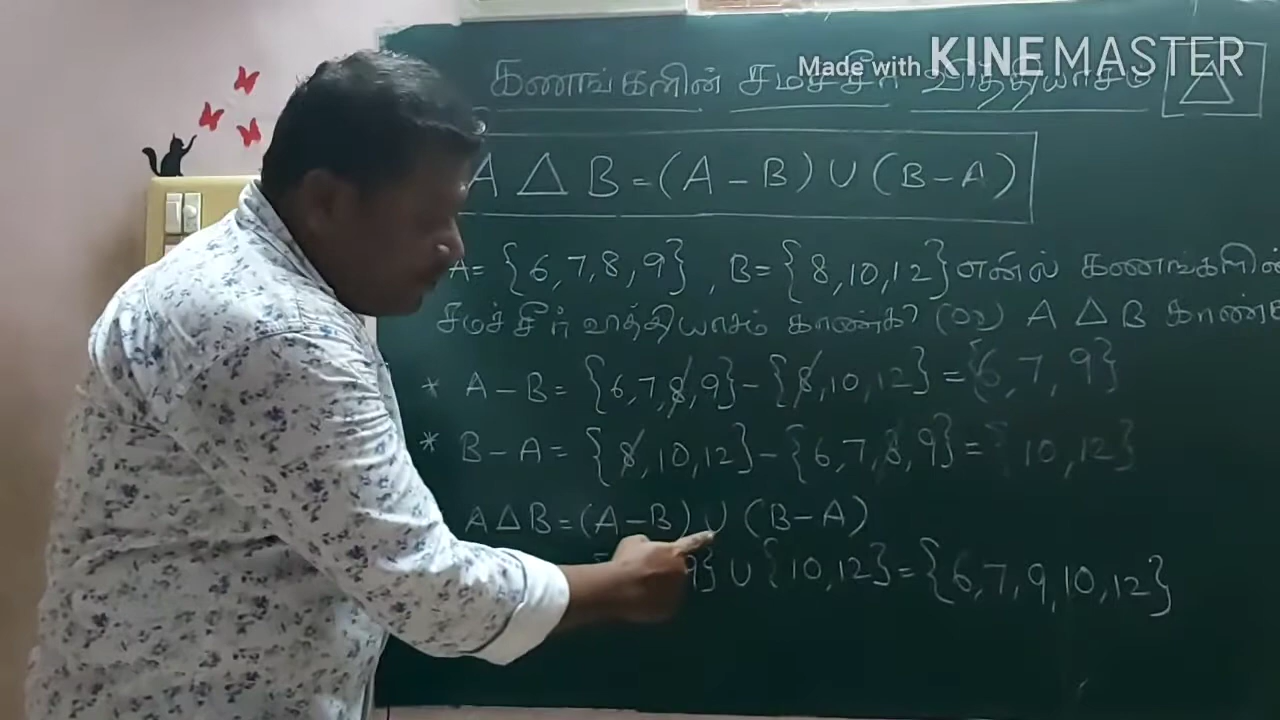 Made with KINEMASTER
கணங்களின் சமச்சீர் வித்தியாசம் △
A △ B = (A - B) ∪ (B - A)
A = {6, 7, 8, 9}, B = {8, 10, 12} எனில் கணங்களின்
சமச்சீர் வித்தியாசம் காண்க? (or) A △ B காண்க
* A - B = {6, 7, 8, 9} - {8, 10, 12} = {6, 7, 9}
* B - A = {8, 10, 12} - {6, 7, 8, 9} = {10, 12}
A △ B = (A - B) ∪ (B - A)
9} ∪ {10, 12} = {6, 7, 9, 10, 12}